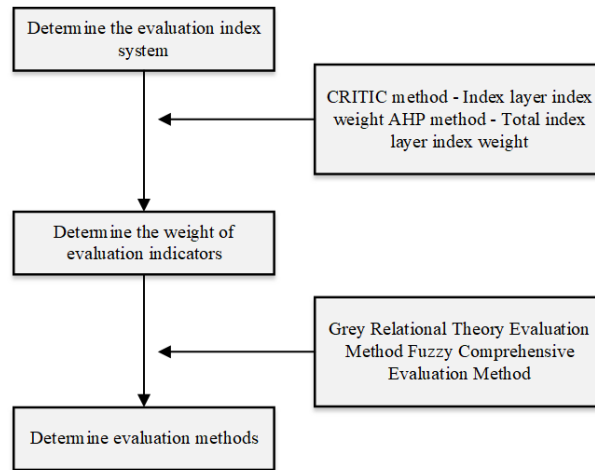 Determine the evaluation index
system
CRITIC method - Index layer index
weight AHP method - Total index
layer index weight
Determine the weight of
evaluation indicators
Grey Relational Theory Evaluation
Method Fuzzy Comprehensive
Evaluation Method
Determine evaluation methods